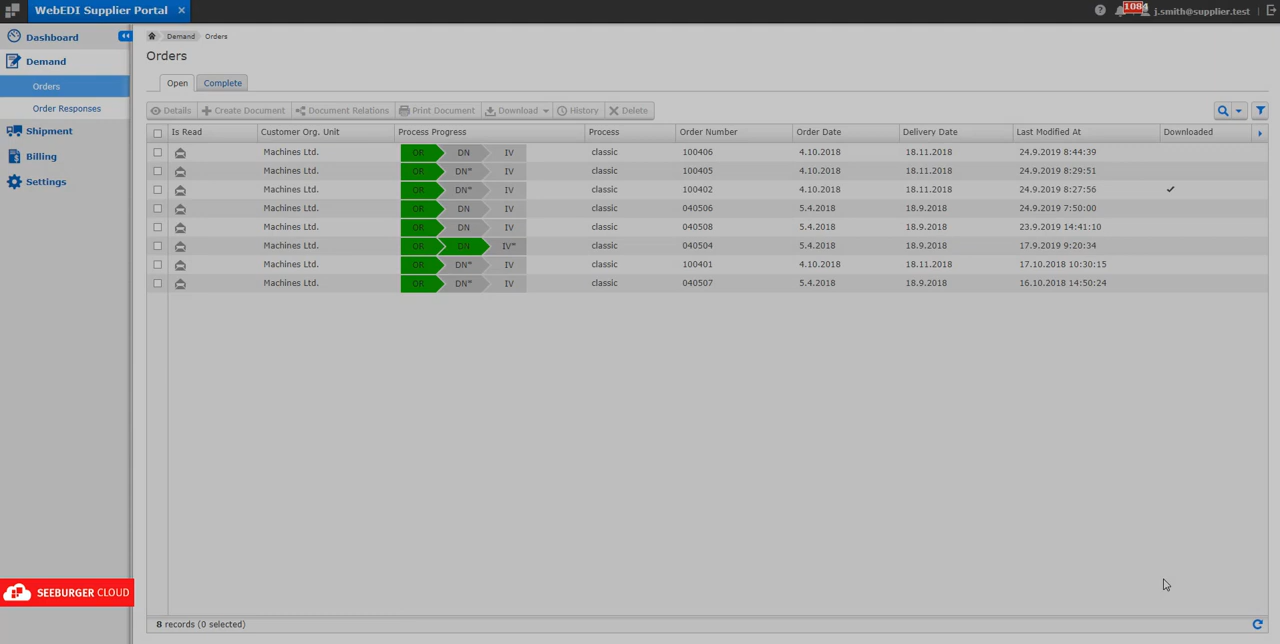 WebEDI Supplier Portal ×
1084 j.smith@supplier.test
Dashboard
Demand
Orders
Order Responses
Shipment
Billing
Settings
SEEBURGER CLOUD
Demand Orders
Orders
Open Complete
Details Create Document Document Relations Print Document Download History Delete
Is Read Customer Org. Unit Process Progress Process Order Number Order Date Delivery Date Last Modified At Downloaded
Machines Ltd. OR DN IV classic 100406 4.10.2018 18.11.2018 24.9.2019 8:44:39
Machines Ltd. OR DN* IV classic 100405 4.10.2018 18.11.2018 24.9.2019 8:29:51
Machines Ltd. OR DN* IV classic 100402 4.10.2018 18.11.2018 24.9.2019 8:27:56 ✓
Machines Ltd. OR DN IV classic 040506 5.4.2018 18.9.2018 24.9.2019 7:50:00
Machines Ltd. OR DN IV classic 040508 5.4.2018 18.9.2018 23.9.2019 14:41:10
Machines Ltd. OR DN IV* classic 040504 5.4.2018 18.9.2018 17.9.2019 9:20:34
Machines Ltd. OR DN* IV classic 100401 4.10.2018 18.11.2018 17.10.2018 10:30:15
Machines Ltd. OR DN* IV classic 040507 5.4.2018 18.9.2018 16.10.2018 14:50:24
8 records (0 selected)